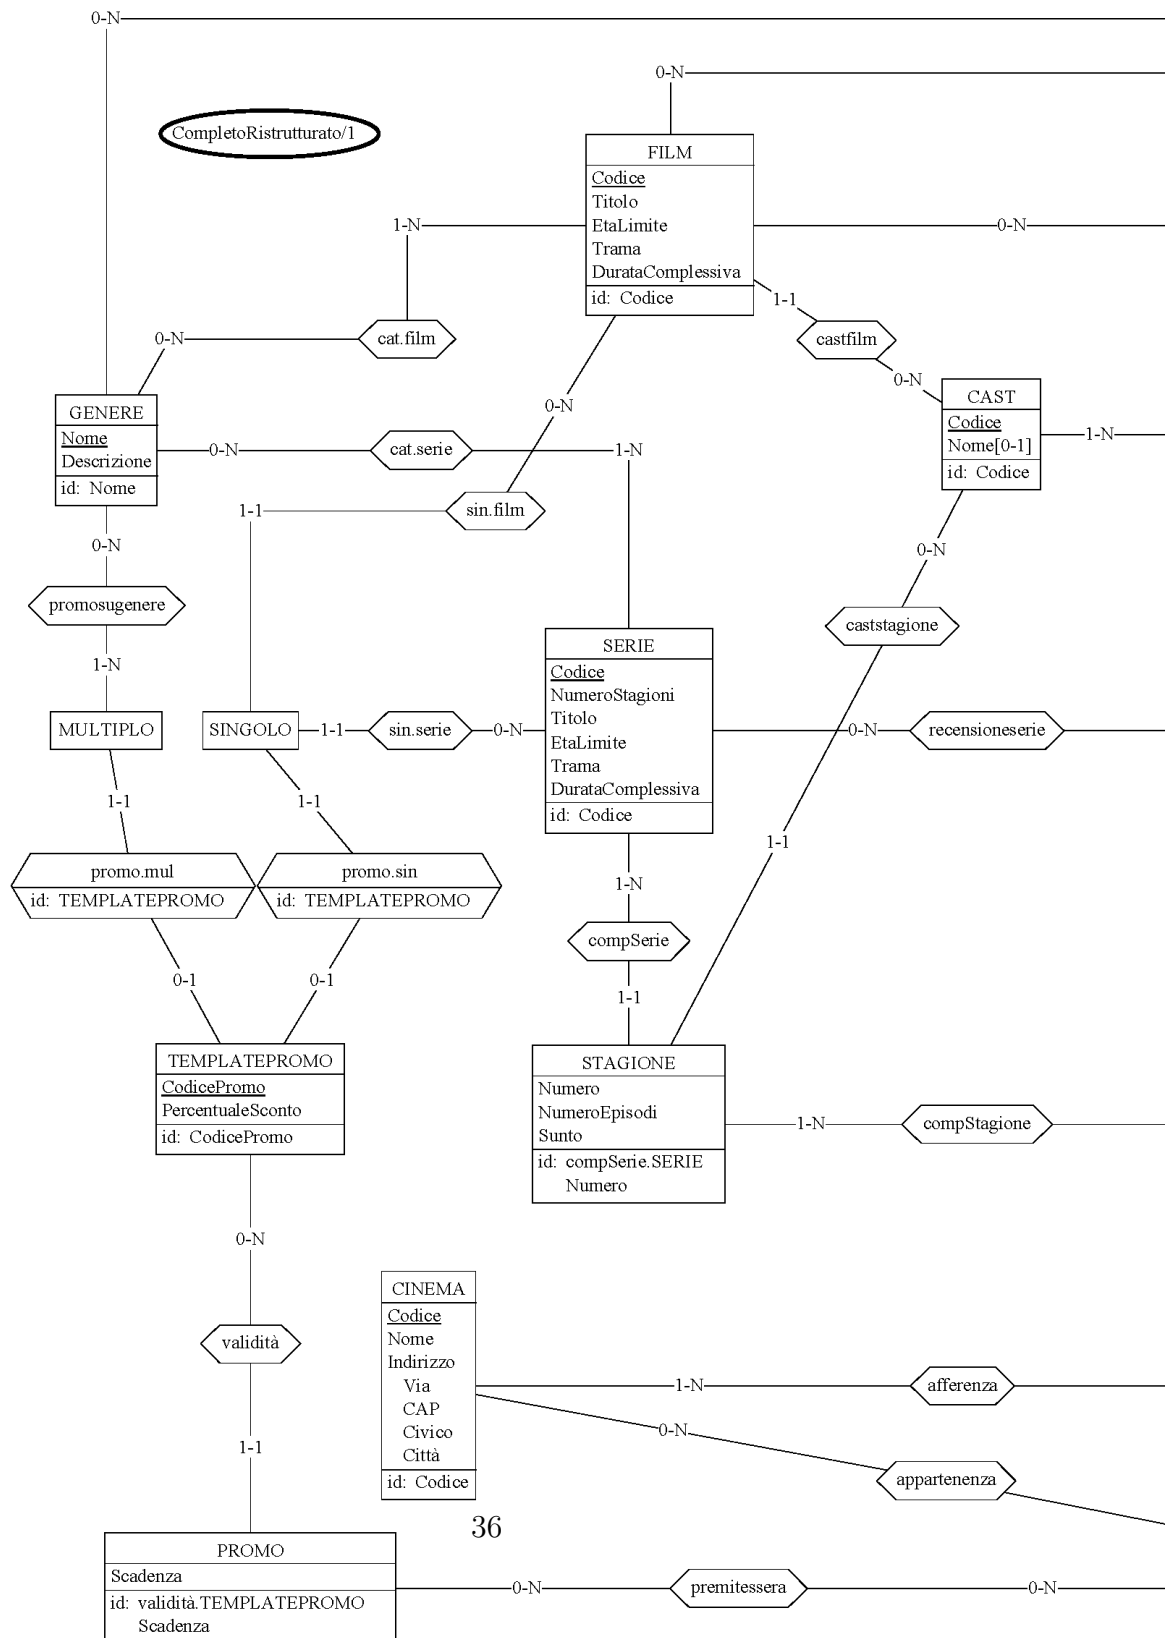 0-N
0-N
CompletoRistrutturato/1
FILM
Codice
Titolo
EtaLimite
Trama
DurataComplessiva
id: Codice
1-N
0-N
1-1
castfilm
0-N
cat.film
0-N
0-N
CAST
Codice
Nome[0-1]
id: Codice
1-N
GENERE
Nome
Descrizione
id: Nome
0-N
cat.serie
1-N
0-N
1-1
sin.film
0-N
0-N
promosugenere
caststagione
1-N
SERIE
Codice
NumeroStagioni
Titolo
EtaLimite
Trama
DurataComplessiva
id: Codice
MULTIPLO
SINGOLO
1-1
sin.serie
0-N
0-N
recensioneserie
1-1
1-1
1-1
promo.mul
id: TEMPLATEPROMO
promo.sin
id: TEMPLATEPROMO
1-N
compSerie
0-1
0-1
1-1
TEMPLATEPROMO
CodicePromo
PercentualeSconto
id: CodicePromo
STAGIONE
Numero
NumeroEpisodi
Sunto
id: compSerie.SERIE
Numero
1-N
compStagione
0-N
CINEMA
Codice
Nome
Indirizzo
Via
CAP
Civico
Città
id: Codice
validità
1-N
afferenza
0-N
appartenenza
1-1
36
PROMO
Scadenza
id: validità.TEMPLATEPROMO
Scadenza
0-N
premitessera
0-N